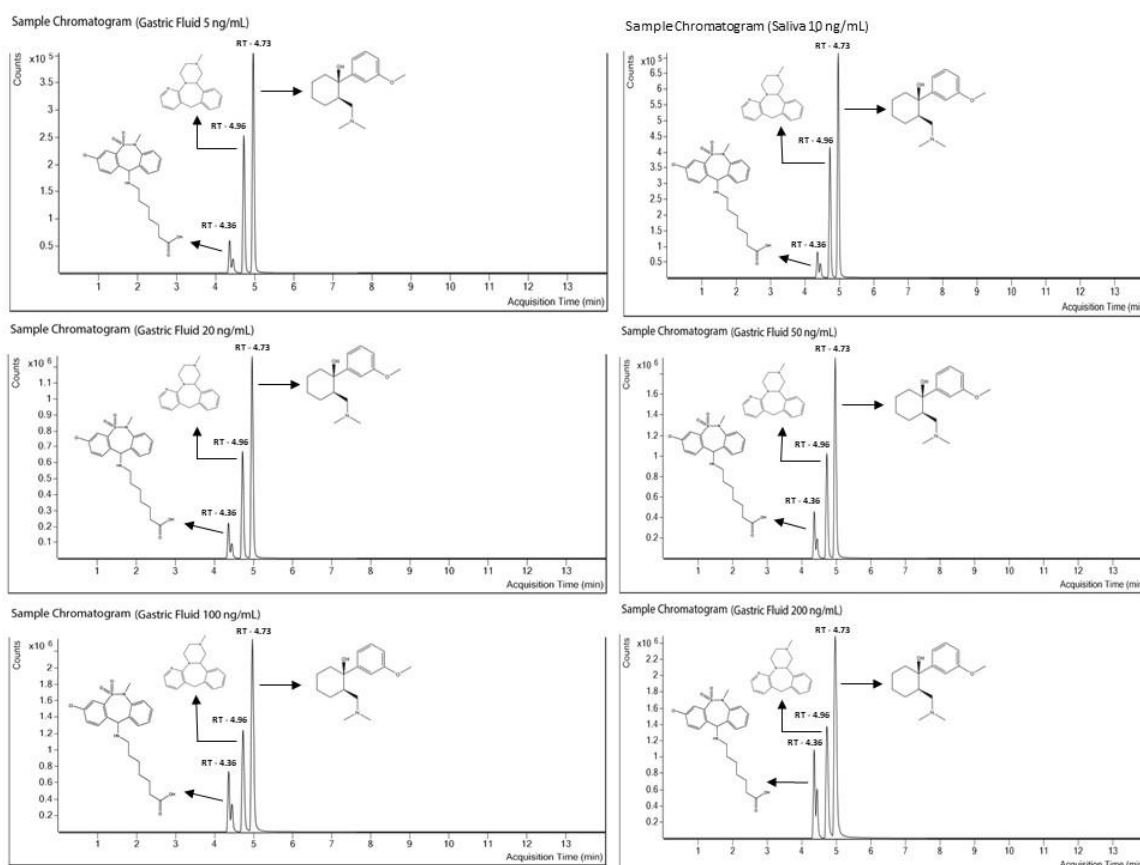 Sample Chromatogram (Gastric Fluid 5 ng/mL)
Counts
x10 5
RT - 4.73
3.5
3
2.5
2
1.5
1
0.5
RT - 4.96
RT - 4.36
OH
1 2 3 4 5 6 7 8 9 10 11 12 13
Acquisition Time (min)
Sample Chromatogram (Saliva 10 ng/mL)
Counts
x10 5
RT - 4.73
6.5
6
5.5
5
4.5
4
3.5
3
2.5
2
1.5
1
0.5
RT - 4.96
RT - 4.36
OH
1 2 3 4 5 6 7 8 9 10 11 12 13
Acquisition Time (min)
Sample Chromatogram (Gastric Fluid 20 ng/mL)
Counts
x10 6
RT - 4.73
1.1
1
0.9
0.8
0.7
0.6
0.5
0.4
0.3
0.2
0.1
RT - 4.96
RT - 4.36
OH
1 2 3 4 5 6 7 8 9 10 11 12 13
Acquisition Time (min)
Sample Chromatogram (Gastric Fluid 50 ng/mL)
Counts
x10 6
RT - 4.73
1.6
1.4
1.2
1
0.8
0.6
0.4
0.2
RT - 4.96
RT - 4.36
OH
1 2 3 4 5 6 7 8 9 10 11 12 13
Acquisition Time (min)
Sample Chromatogram (Gastric Fluid 100 ng/mL)
Counts
x10 6
RT - 4.73
2
1.8
1.6
1.4
1.2
1
0.8
0.6
0.4
0.2
RT - 4.96
RT - 4.36
OH
1 2 3 4 5 6 7 8 9 10 11 12 13
Acquisition Time (min)
Sample Chromatogram (Gastric Fluid 200 ng/mL)
Counts
x10 6
RT - 4.73
2.2
2
1.8
1.6
1.4
1.2
1
0.8
0.6
0.4
0.2
RT - 4.96
RT - 4.36
OH
1 2 3 4 5 6 7 8 9 10 11 12 13
Acquisition Time (min)